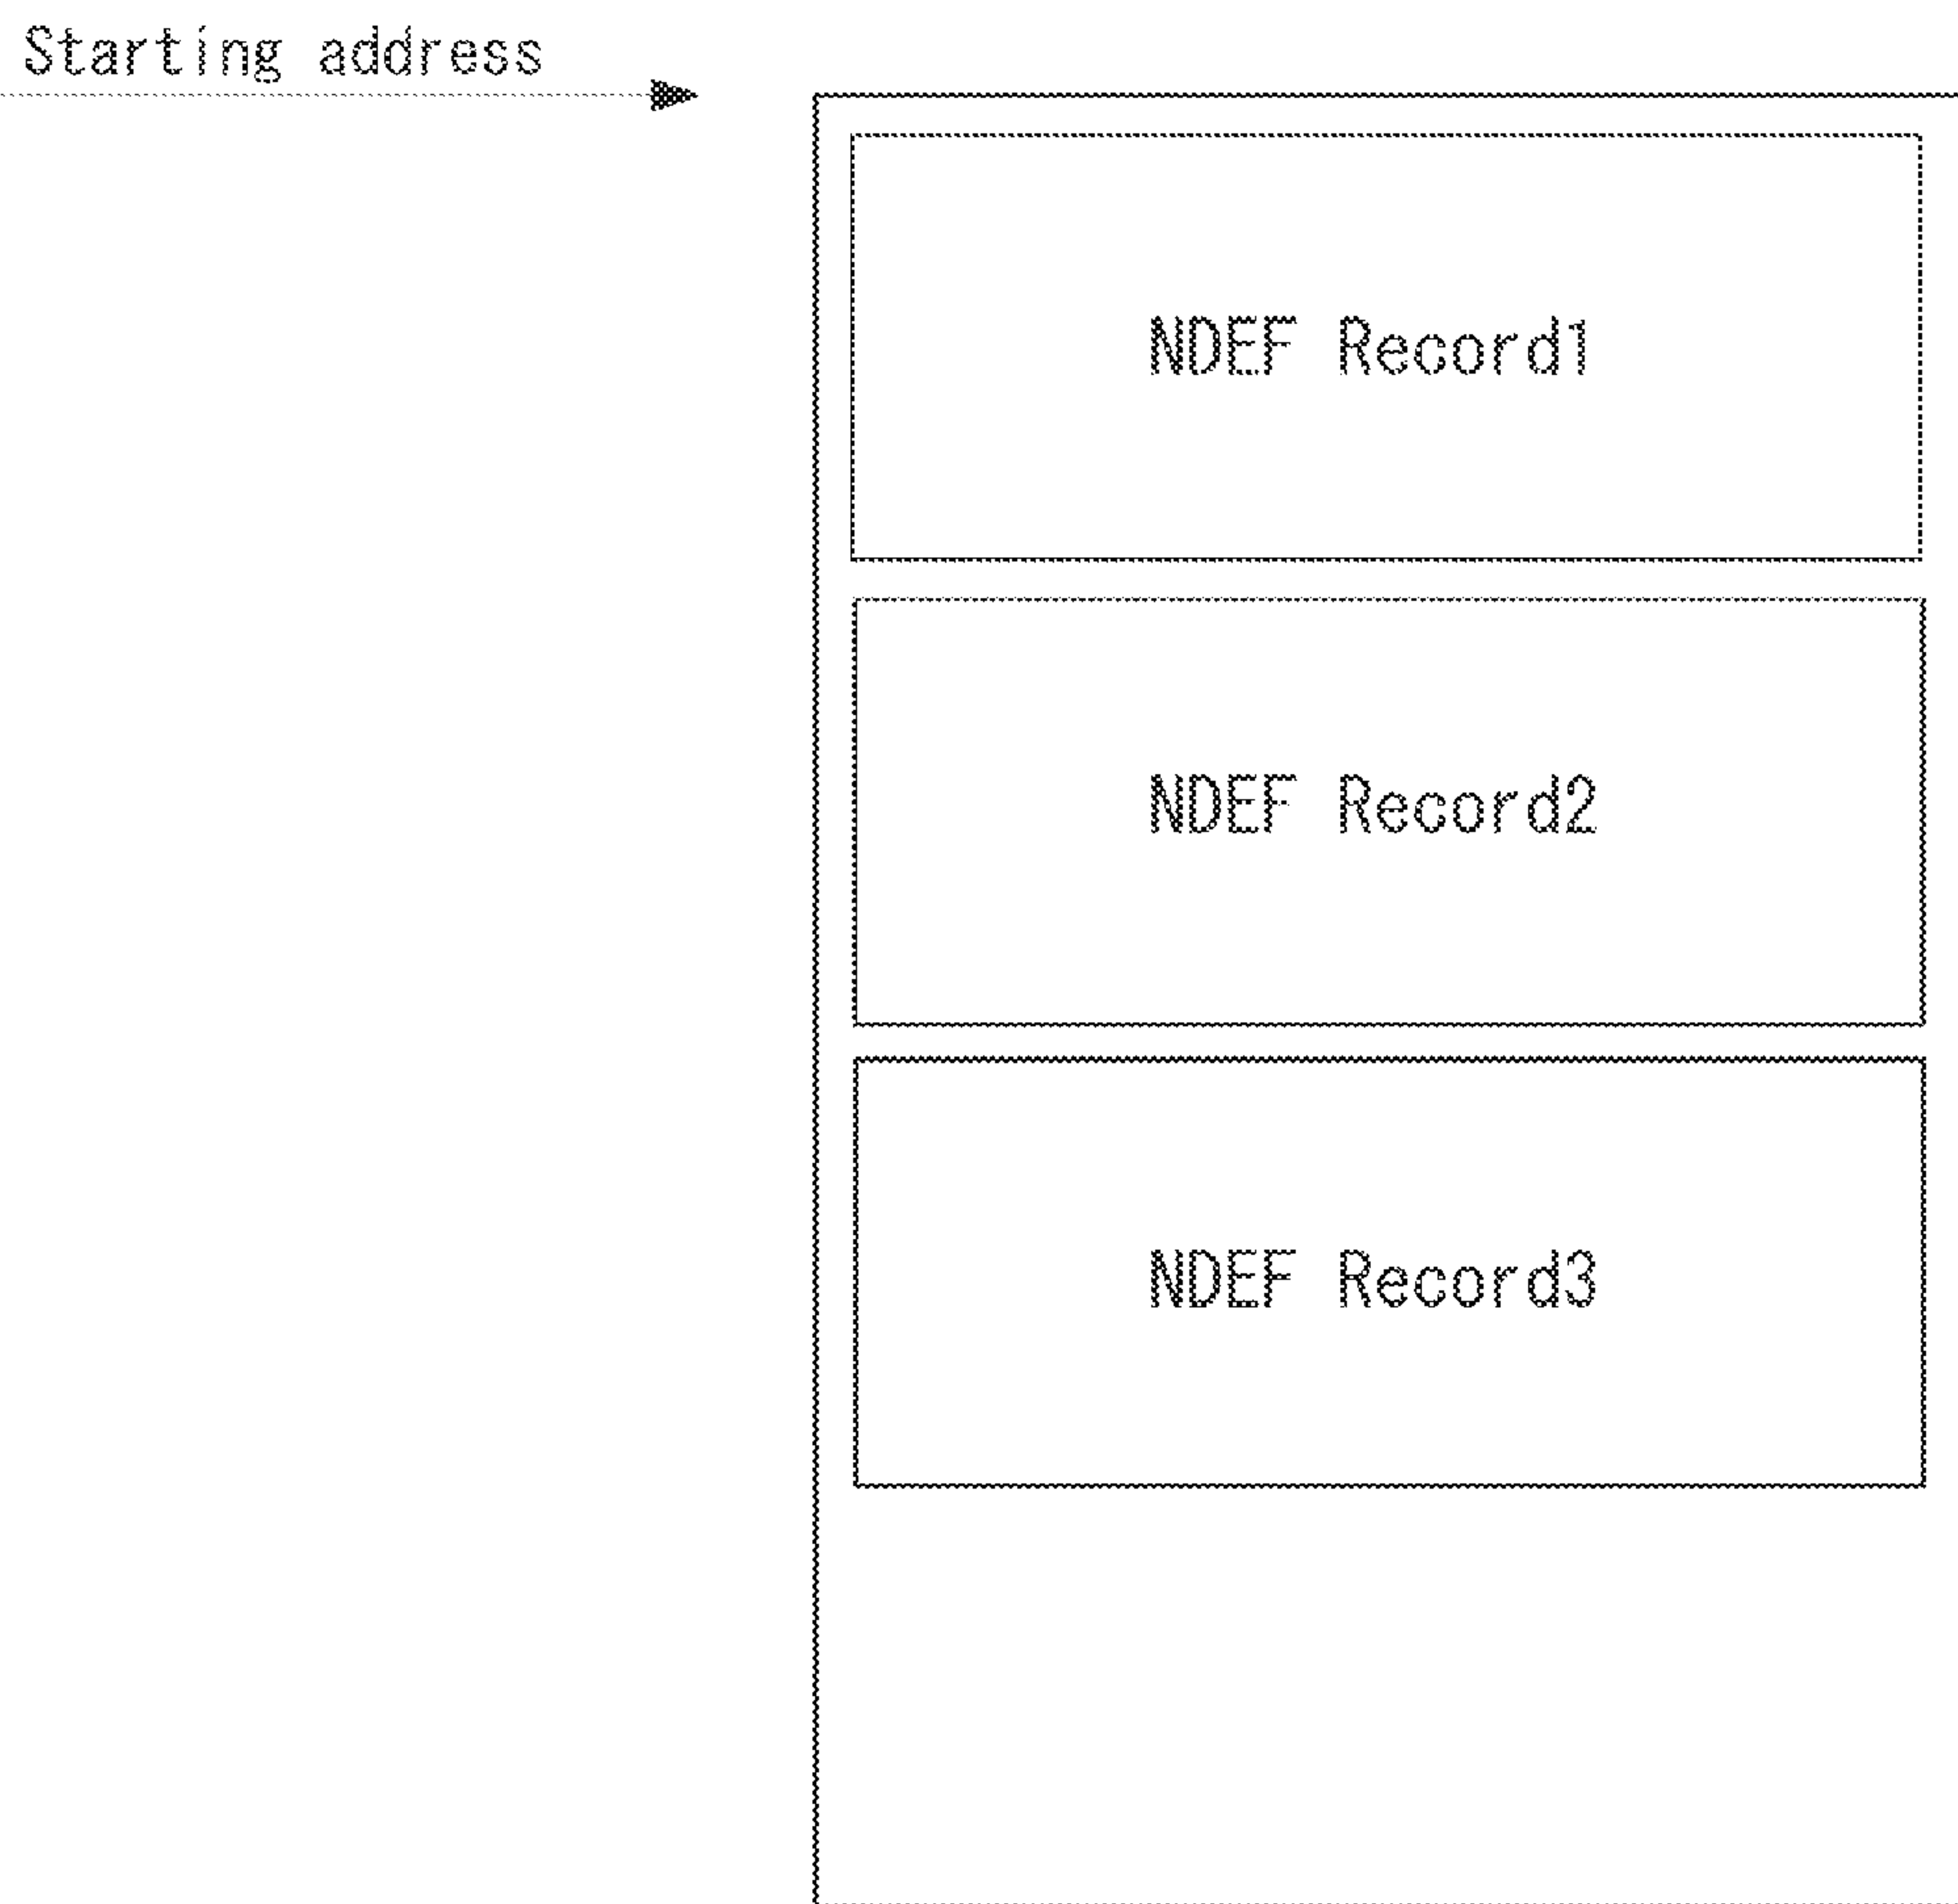 Starting address
NDEF Record1
NDEF Record2
NDEF Record3